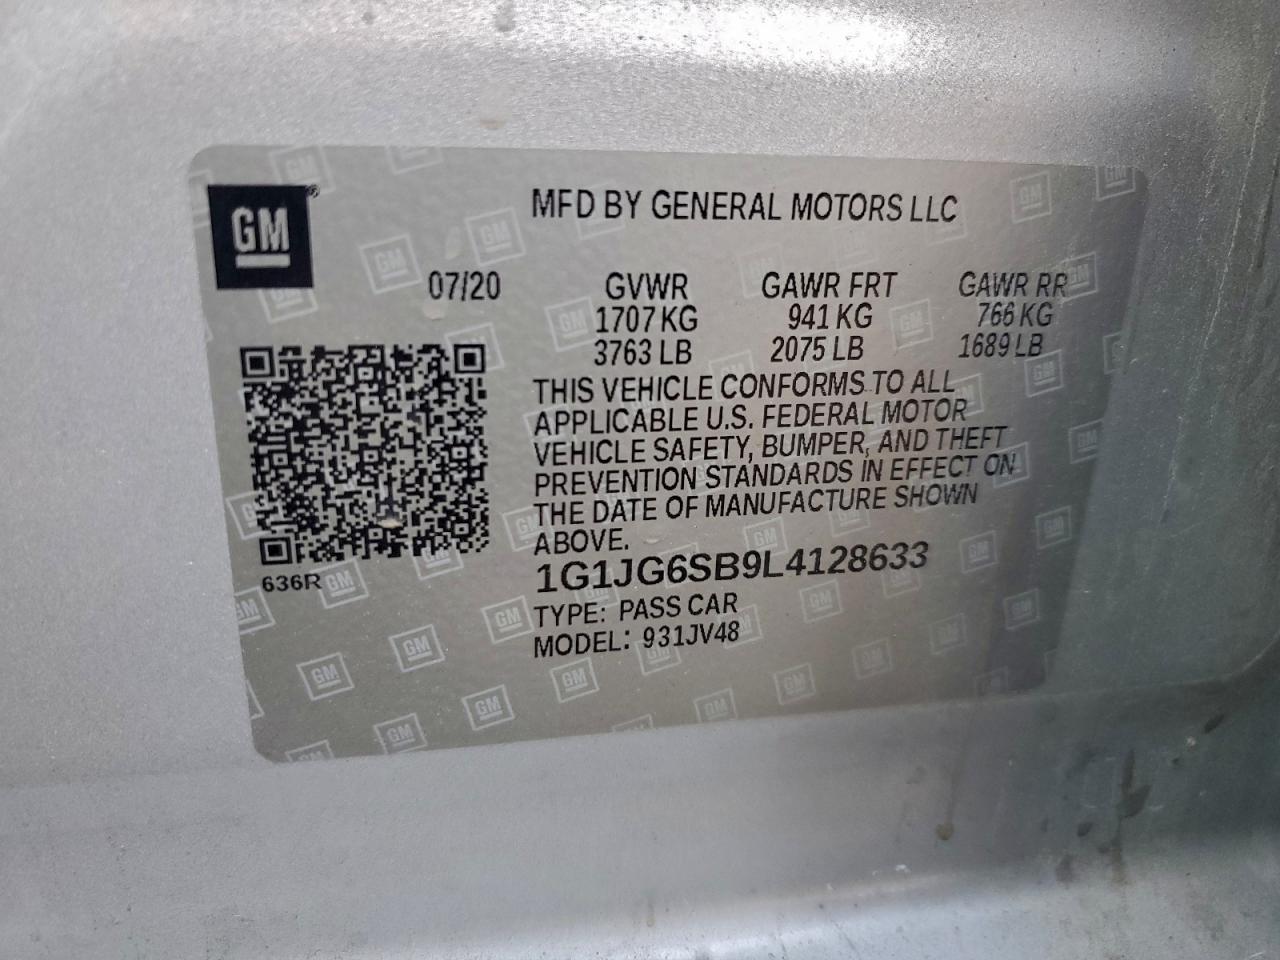 GM
MFD BY GENERAL MOTORS LLC
07/20 GVWR GAWR FRT GAWR RR
1707 KG 941 KG 766 KG
3763 LB 2075 LB 1689 LB
THIS VEHICLE CONFORMS TO ALL
APPLICABLE U.S. FEDERAL MOTOR
VEHICLE SAFETY, BUMPER, AND THEFT
PREVENTION STANDARDS IN EFFECT ON
THE DATE OF MANUFACTURE SHOWN
ABOVE.
1G1JG6SB9L4128633
636R
TYPE: PASS CAR
MODEL: 931JV48